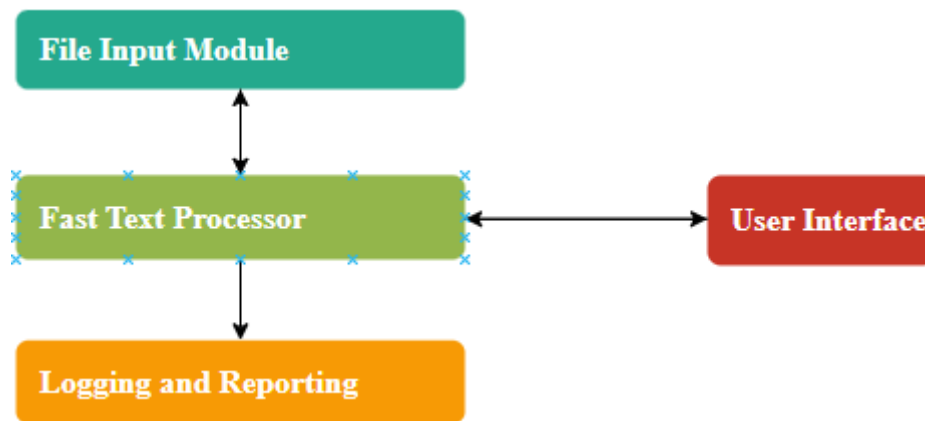 File Input Module
Fast Text Processor
User Interface
Logging and Reporting